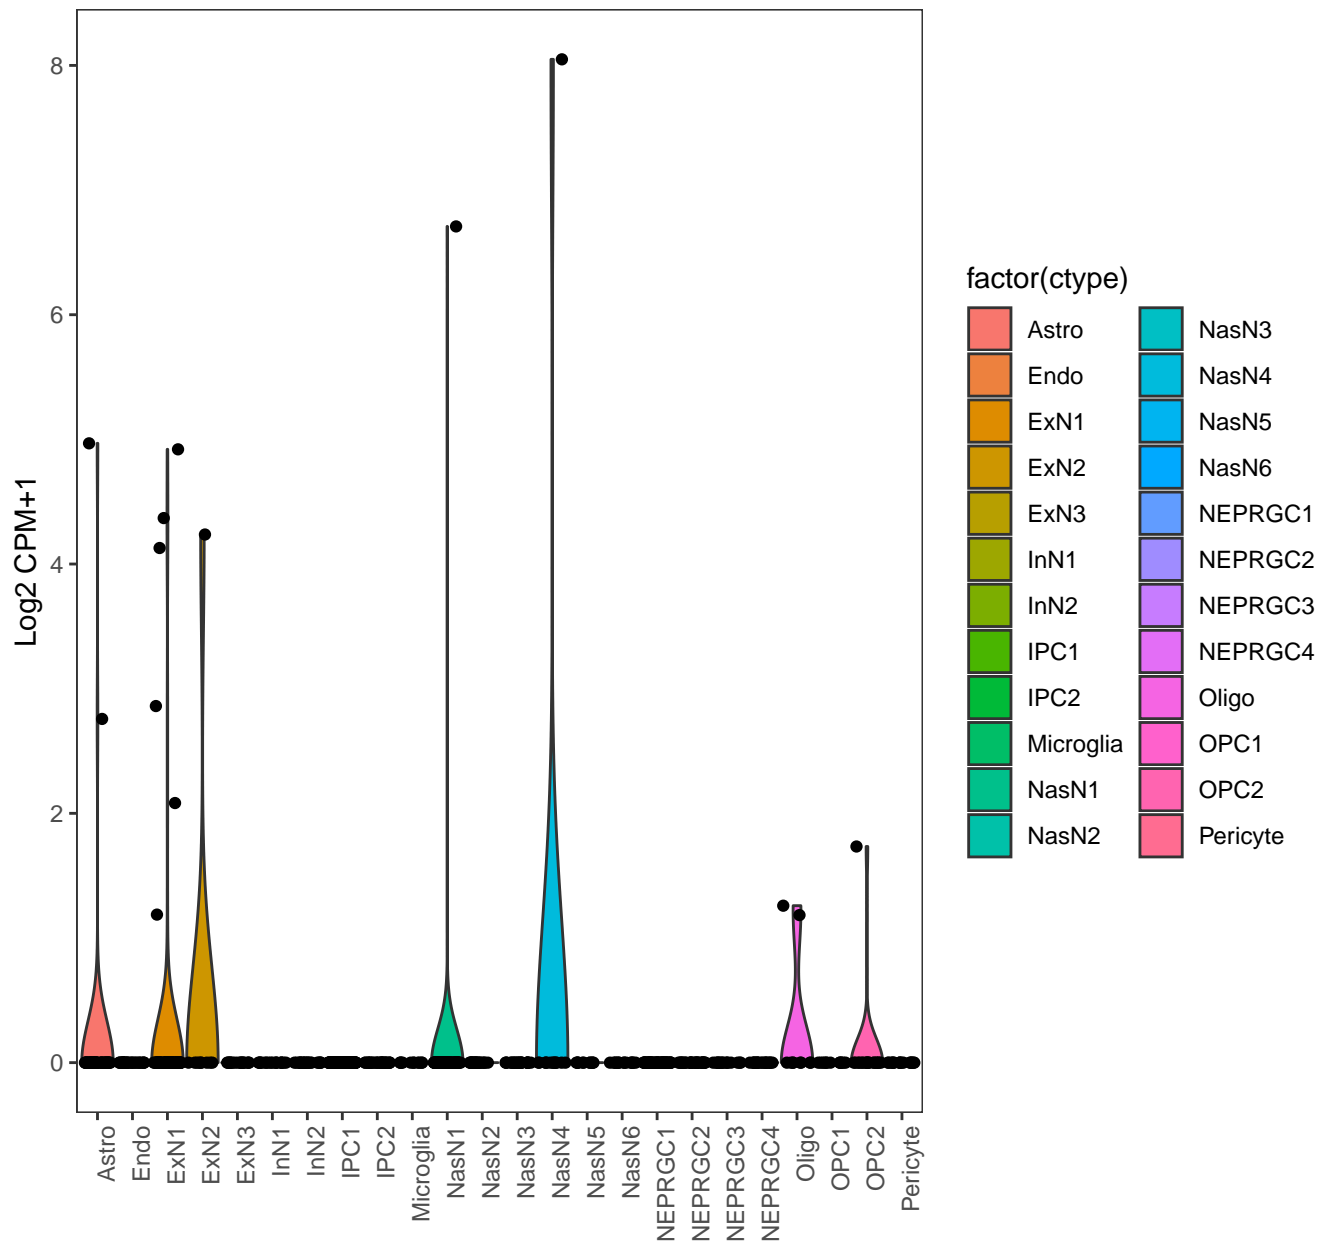 8
6
4
2
0
Log2 CPM+1
Astro
Endo
ExN1
ExN2
ExN3
InN1
InN2
IPC1
IPC2
Microglia
NasN1
NasN2
NasN3
NasN4
NasN5
NasN6
NEPRGC1
NEPRGC2
NEPRGC3
NEPRGC4
Oligo
OPC1
OPC2
Pericyte
factor(ctype)
Astro
Endo
ExN1
ExN2
ExN3
InN1
InN2
IPC1
IPC2
Microglia
NasN1
NasN2
NasN3
NasN4
NasN5
NasN6
NEPRGC1
NEPRGC2
NEPRGC3
NEPRGC4
Oligo
OPC1
OPC2
Pericyte